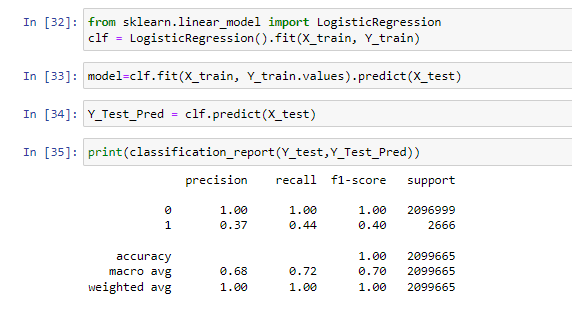 In [32]: from sklearn.linear_model import LogisticRegression
clf = LogisticRegression().fit(X_train, Y_train)
In [33]: model=clf.fit(X_train, Y_train.values).predict(X_test)
In [34]: Y_Test_Pred = clf.predict(X_test)
In [35]: print(classification_report(Y_test,Y_Test_Pred))
precision recall f1-score support
0 1.00 1.00 1.00 2096999
1 0.37 0.44 0.40 2666
accuracy 1.00 2099665
macro avg 0.68 0.72 0.70 2099665
weighted avg 1.00 1.00 1.00 2099665